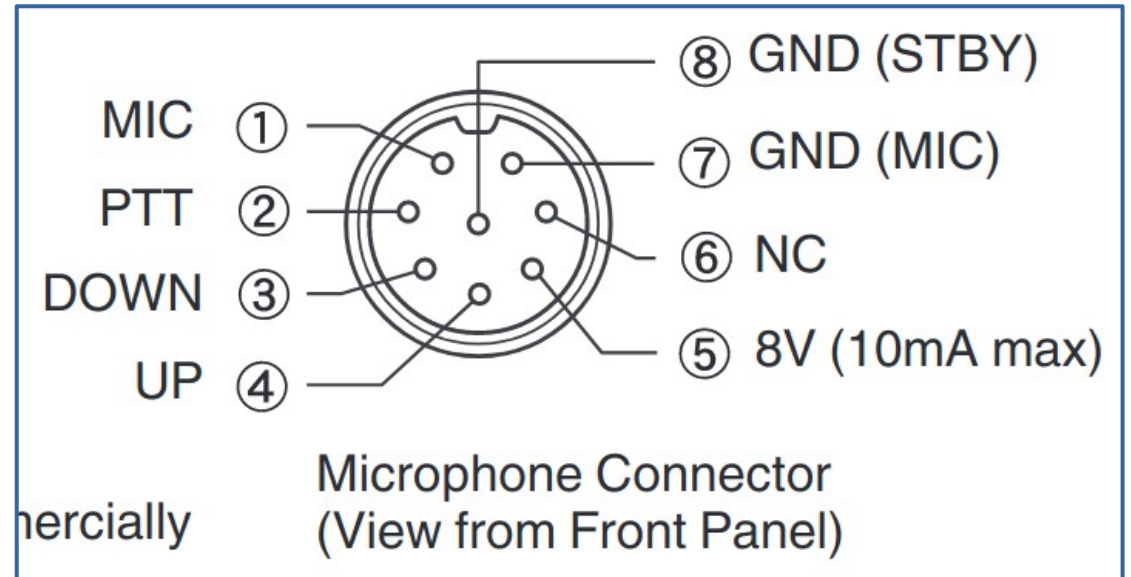 MIC ①
PTT ②
DOWN ③
UP ④
⑧ GND (STBY)
⑦ GND (MIC)
⑥ NC
⑤ 8V (10mA max)
Microphone Connector
(View from Front Panel)